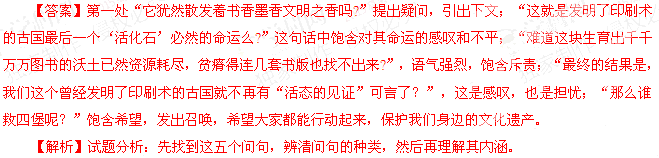 【答案】第一处“它犹然散发着书香墨香文明之香吗?”提出疑问，引出下文；“这就是发明了印刷术
的古国最后一个‘活化石’必然的命运么?”这句话中饱含对其命运的感叹和不平；“难道这块生育出千千
万万图书的沃土已然资源耗尽，贫瘠得连几套书版也找不出来?”，语气强烈，饱含斥责；“最终的结果是，
我们这个曾经发明了印刷术的古国就不再有“活态的见证”可言了？”，这是感叹，也是担忧；“那么谁
救四堡呢？”饱含希望，发出召唤，希望大家都能行动起来，保护我们身边的文化遗产。
【解析】试题分析：先找到这五个问句，辨清问句的种类，然后再理解其内涵。